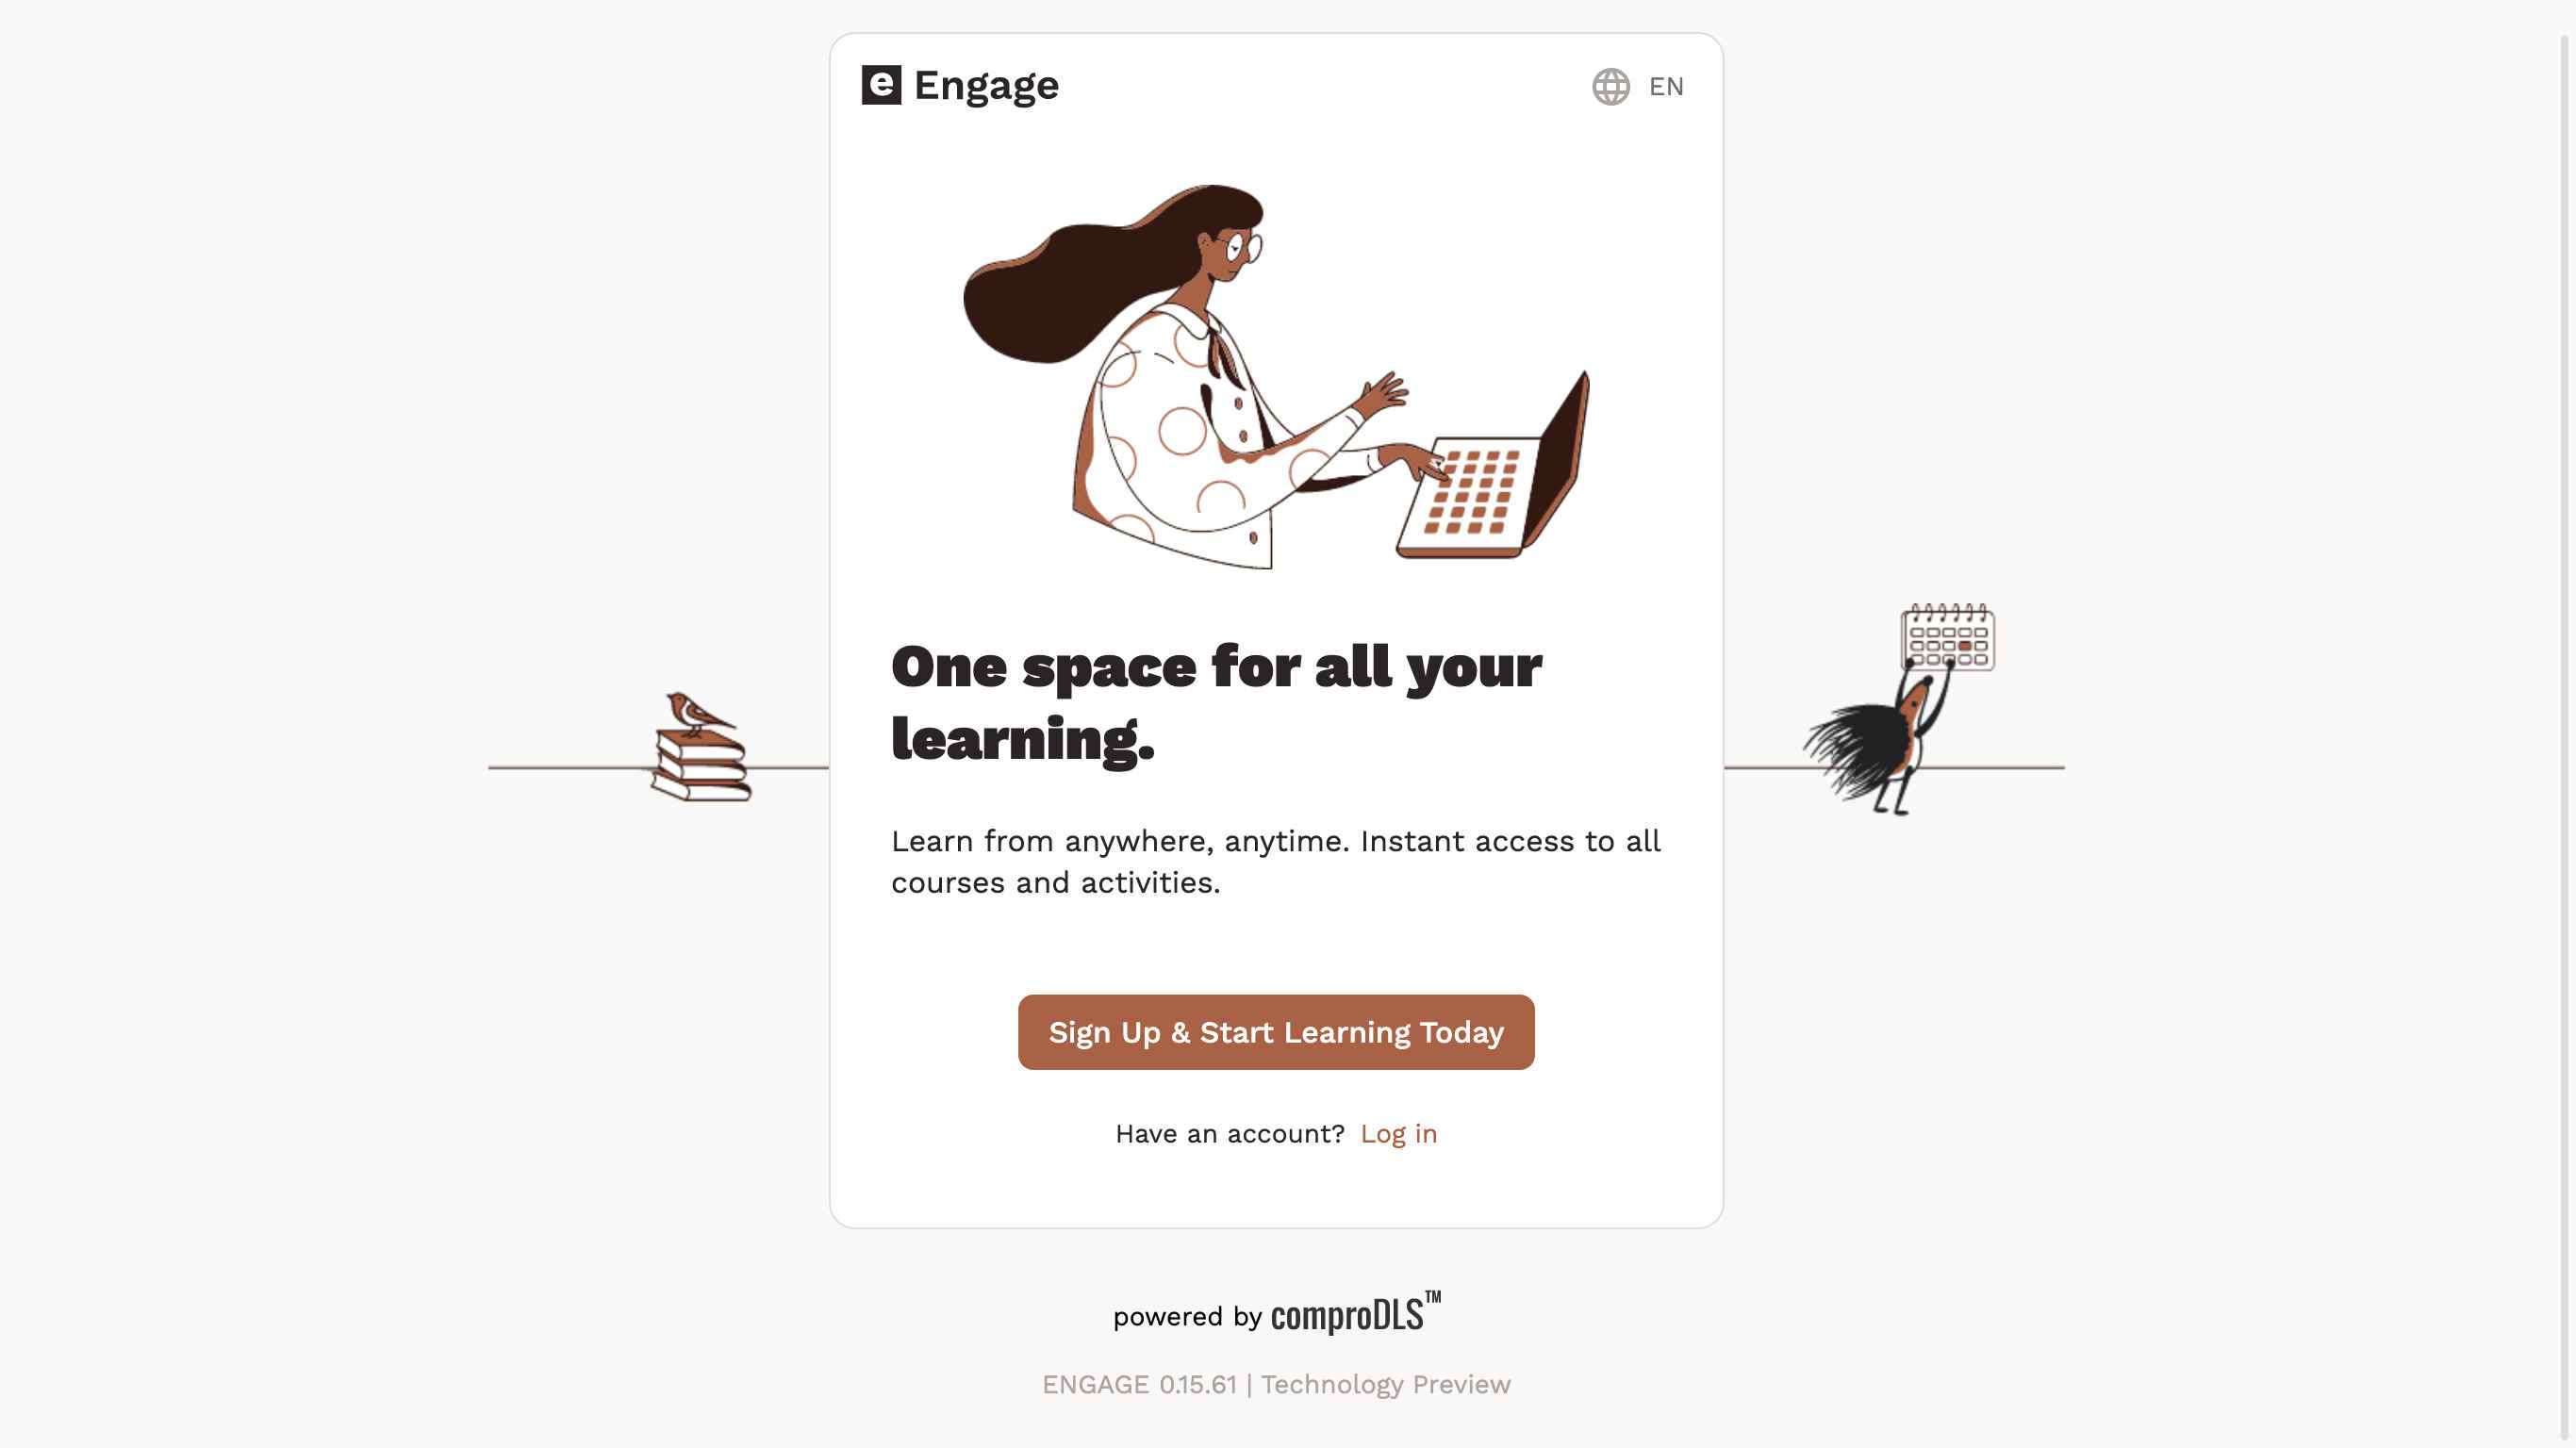 e Engage
EN
One space for all your
learning.
Learn from anywhere, anytime. Instant access to all
courses and activities.
Sign Up & Start Learning Today
Have an account? Log in
powered by comproDLS™
ENGAGE 0.15.61 | Technology Preview